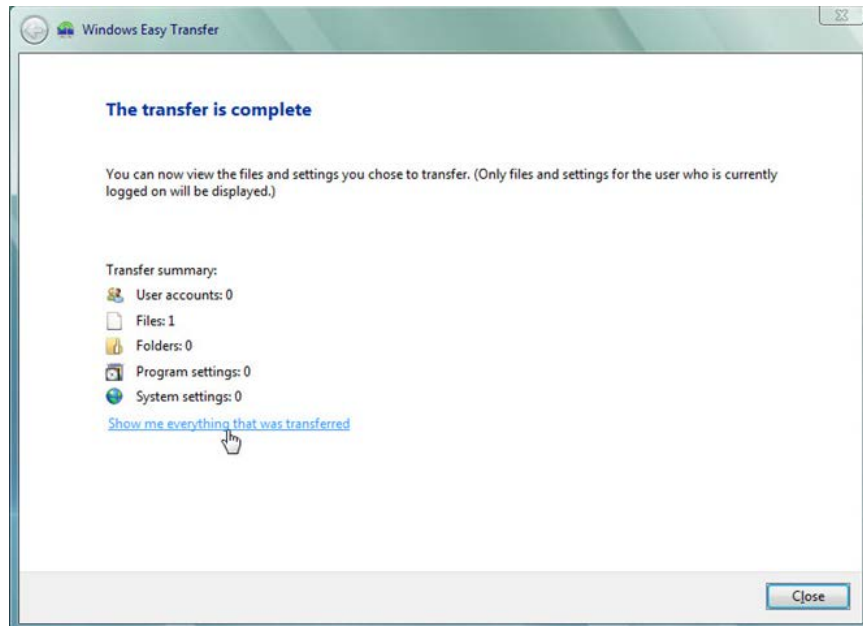 Windows Easy Transfer
The transfer is complete
You can now view the files and settings you chose to transfer. (Only files and settings for the user who is currently
logged on will be displayed.)
Transfer summary:
User accounts: 0
Files: 1
Folders: 0
Program settings: 0
System settings: 0
Show me everything that was transferred
Close